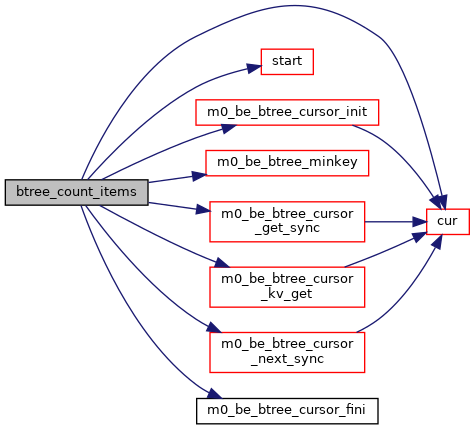 start
m0_be_btree_cursor_init
m0_be_btree_minkey
btree_count_items
m0_be_btree_cursor
_get_sync
cur
m0_be_btree_cursor
_kv_get
m0_be_btree_cursor
_next_sync
m0_be_btree_cursor_fini